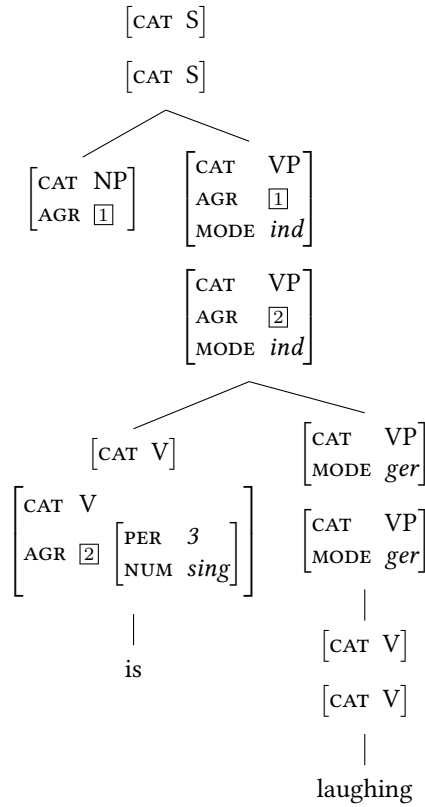 [CAT S]
[CAT S]
[CAT NP
AGR 1]
[CAT VP
AGR 1
MODE ind]
[CAT VP
AGR 2
MODE ind]
[CAT V]
[CAT V
AGR 2 [PER 3
NUM sing]]
is
[CAT VP
MODE ger]
[CAT VP
MODE ger]
[CAT V]
[CAT V]
laughing